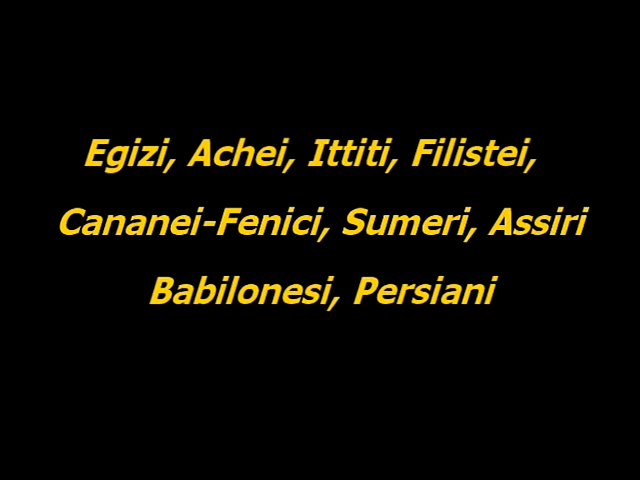 Egizi, Achei, Ittiti, Filistei,
Cananei-Fenici, Sumeri, Assiri
Babilonesi, Persiani